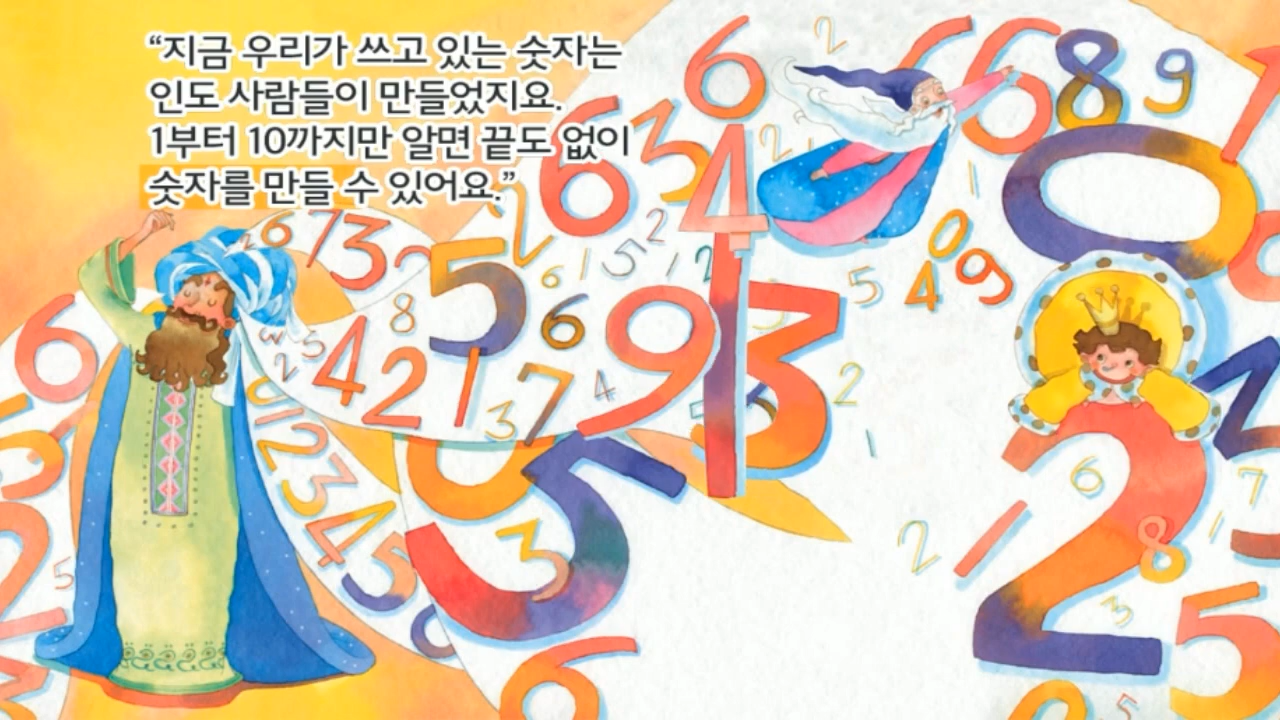 “지금 우리가 쓰고 있는 숫자는
인도 사람들이 만들었지요.
1부터 10까지만 알면 끝도 없이
숫자를 만들 수 있어요.”